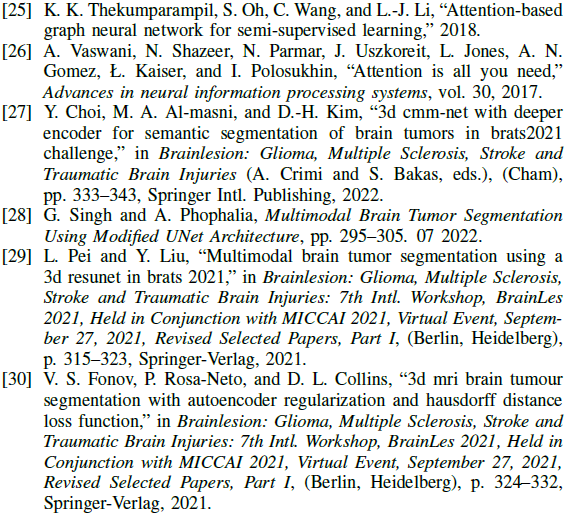 [25] K. K. Thekumparampil, S. Oh, C. Wang, and L.-J. Li, “Attention-based
graph neural network for semi-supervised learning,” 2018.
[26] A. Vaswani, N. Shazeer, N. Parmar, J. Uszkoreit, L. Jones, A. N.
Gomez, Ł. Kaiser, and I. Polosukhin, “Attention is all you need,”
Advances in neural information processing systems, vol. 30, 2017.
[27] Y. Choi, M. A. Al-masni, and D.-H. Kim, “3d cmm-net with deeper
encoder for semantic segmentation of brain tumors in brats2021
challenge,” in Brainlesion: Glioma, Multiple Sclerosis, Stroke and
Traumatic Brain Injuries (A. Crimi and S. Bakas, eds.), (Cham),
pp. 333–343, Springer Intl. Publishing, 2022.
[28] G. Singh and A. Phophalia, Multimodal Brain Tumor Segmentation
Using Modified UNet Architecture, pp. 295–305. 07 2022.
[29] L. Pei and Y. Liu, “Multimodal brain tumor segmentation using a
3d resunet in brats 2021,” in Brainlesion: Glioma, Multiple Sclerosis,
Stroke and Traumatic Brain Injuries: 7th Intl. Workshop, BrainLes
2021, Held in Conjunction with MICCAI 2021, Virtual Event, Septem-
ber 27, 2021, Revised Selected Papers, Part I, (Berlin, Heidelberg),
p. 315–323, Springer-Verlag, 2021.
[30] V. S. Fonov, P. Rosa-Neto, and D. L. Collins, “3d mri brain tumour
segmentation with autoencoder regularization and hausdorff distance
loss function,” in Brainlesion: Glioma, Multiple Sclerosis, Stroke and
Traumatic Brain Injuries: 7th Intl. Workshop, BrainLes 2021, Held in
Conjunction with MICCAI 2021, Virtual Event, September 27, 2021,
Revised Selected Papers, Part I, (Berlin, Heidelberg), p. 324–332,
Springer-Verlag, 2021.